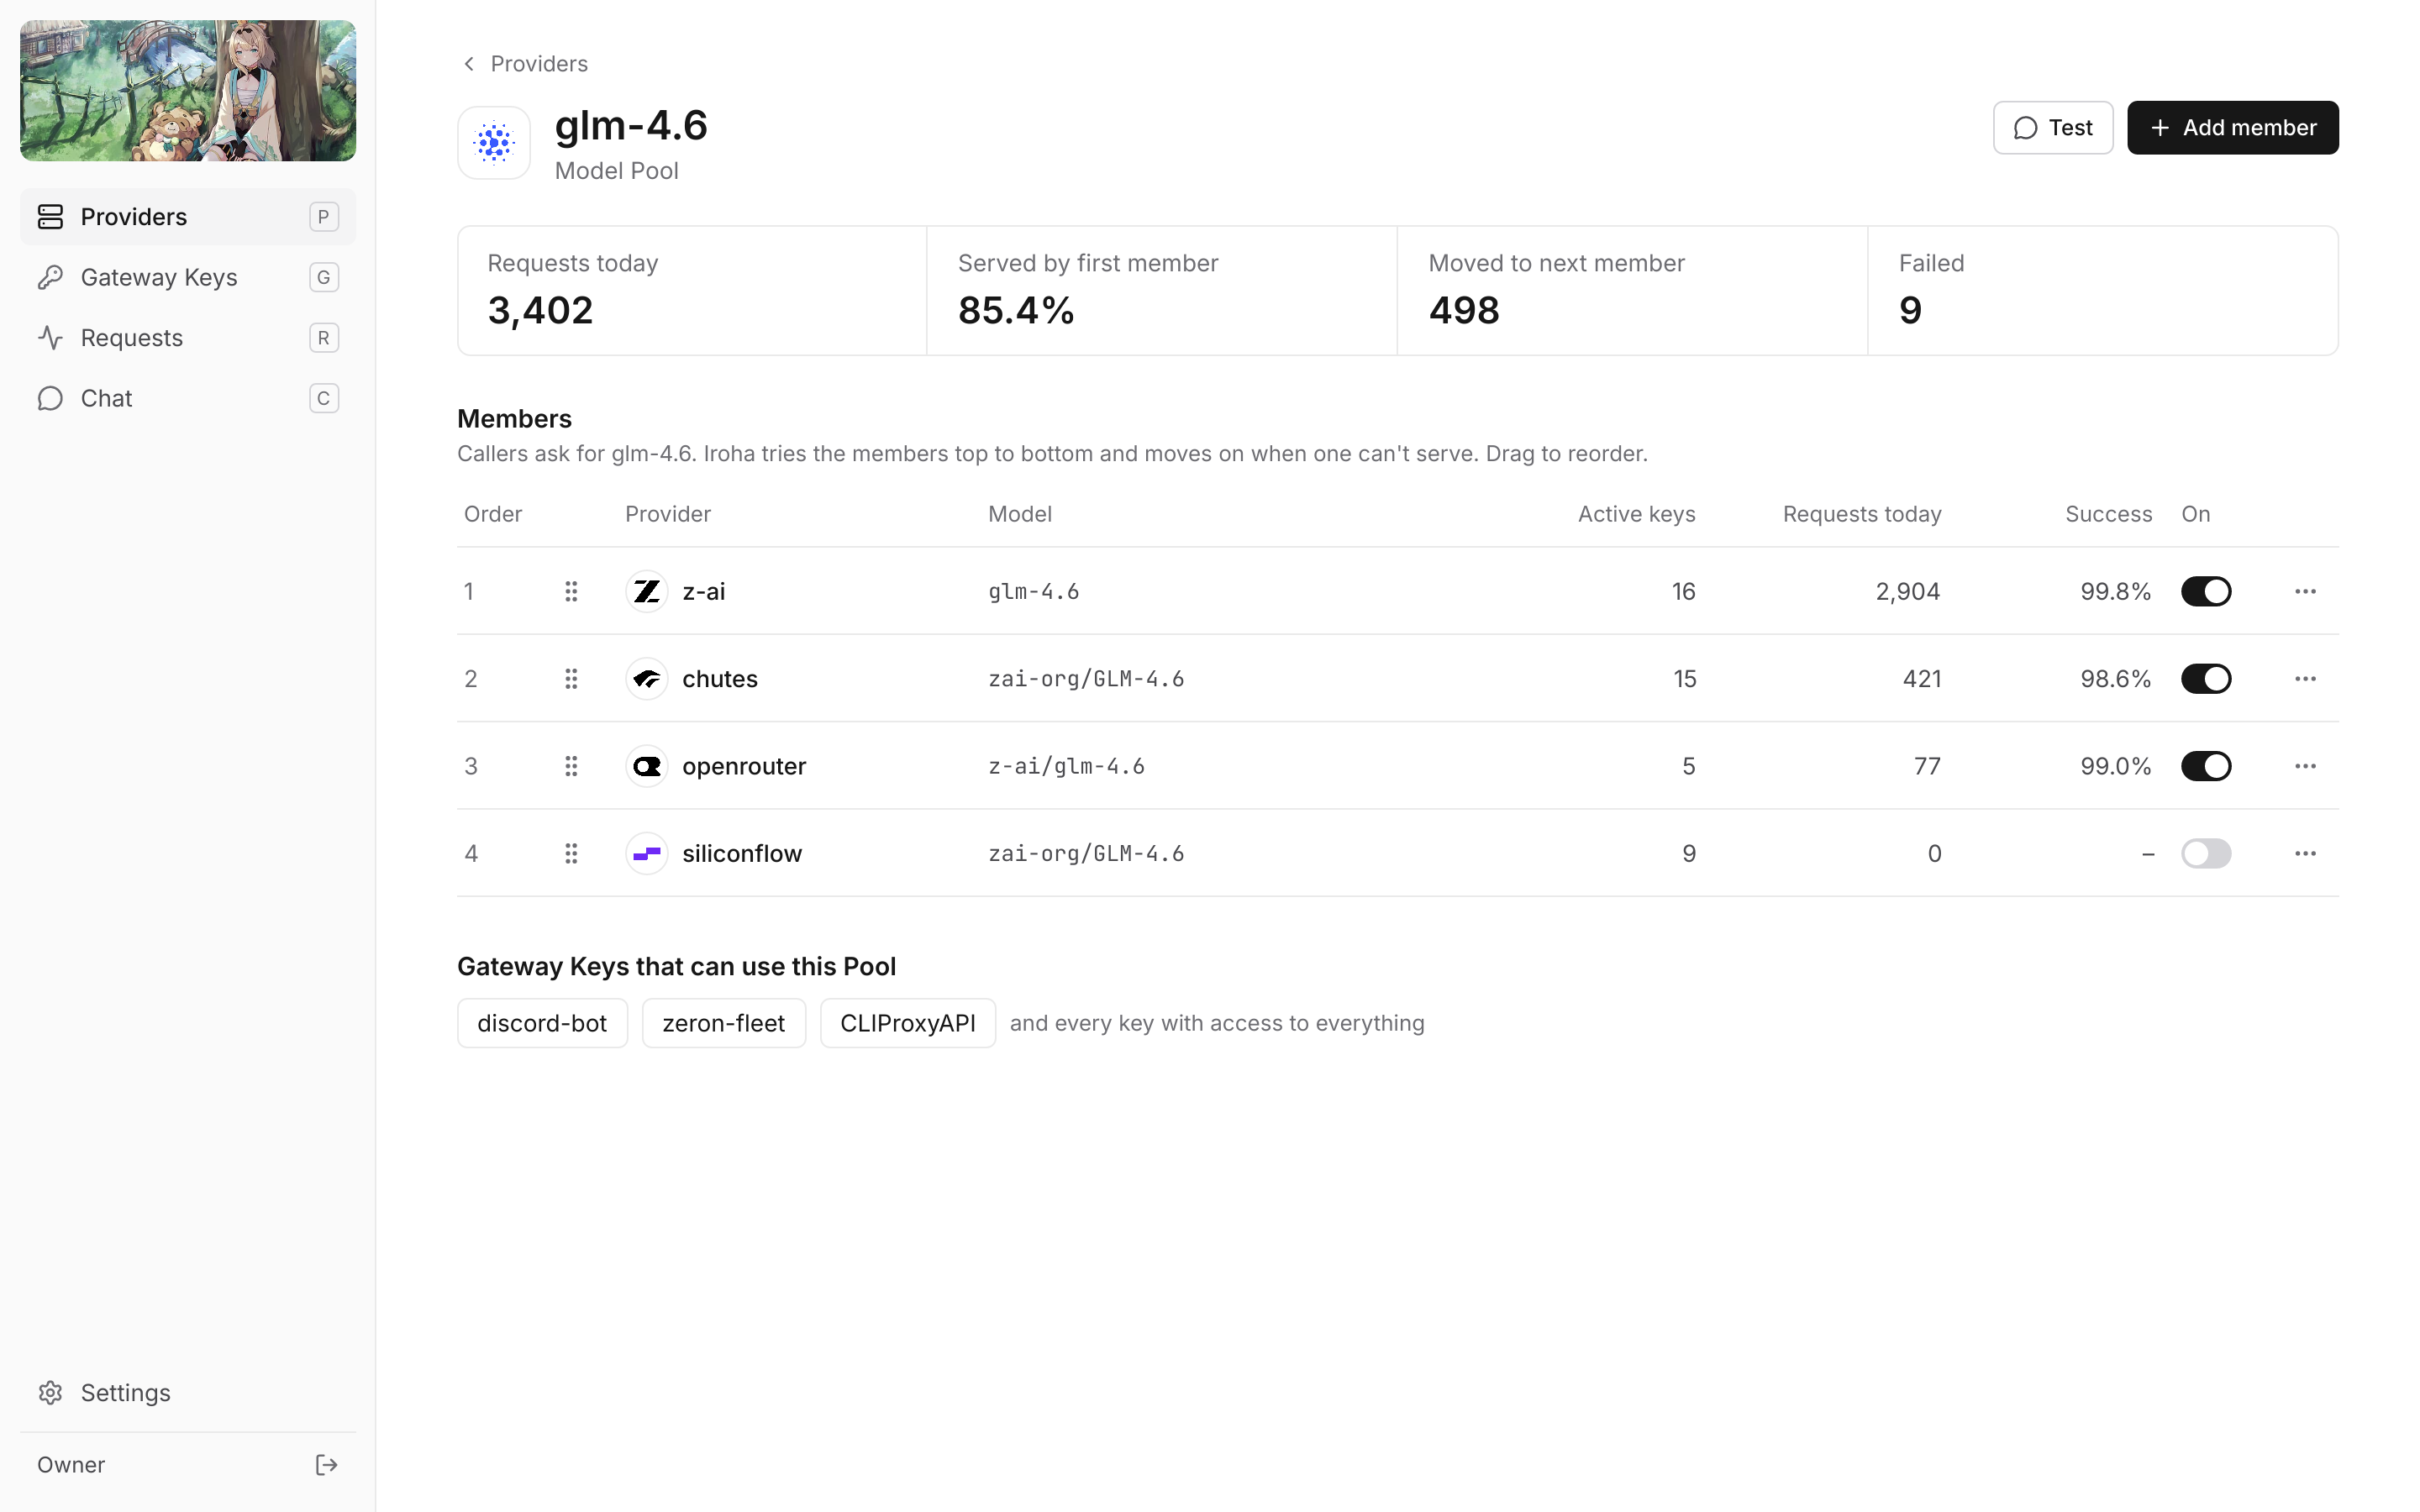 Providers P
Gateway Keys G
Requests R
Chat C
Settings
Owner
Providers
glm-4.6
Model Pool
Test
Add member
Requests today
3,402
Served by first member
85.4%
Moved to next member
498
Failed
9
Members
Callers ask for glm-4.6. Iroha tries the members top to bottom and moves on when one can't serve. Drag to reorder.
Order Provider Model Active keys Requests today Success On
1 z-ai glm-4.6 16 2,904 99.8%
2 chutes zai-org/GLM-4.6 15 421 98.6%
3 openrouter z-ai/glm-4.6 5 77 99.0%
4 siliconflow zai-org/GLM-4.6 9 0 –
Gateway Keys that can use this Pool
discord-bot zeron-fleet CLIProxyAPI and every key with access to everything